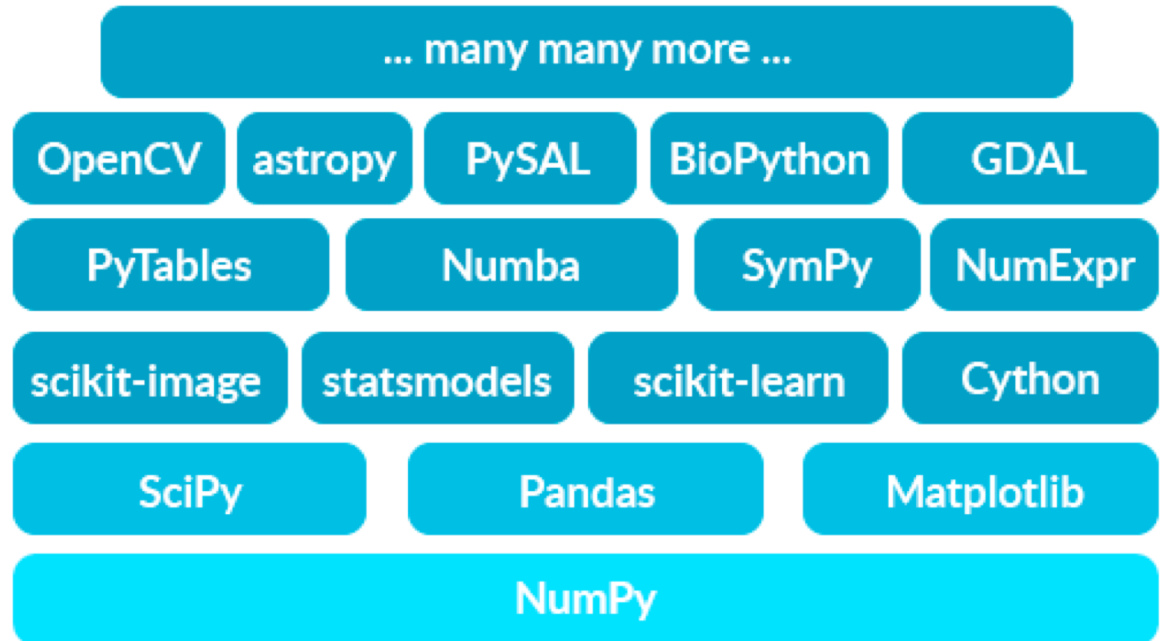 ... many many more ...
OpenCV astropy PySAL BioPython GDAL
PyTables Numba SymPy NumExpr
scikit-image statsmodels scikit-learn Cython
SciPy Pandas Matplotlib
NumPy